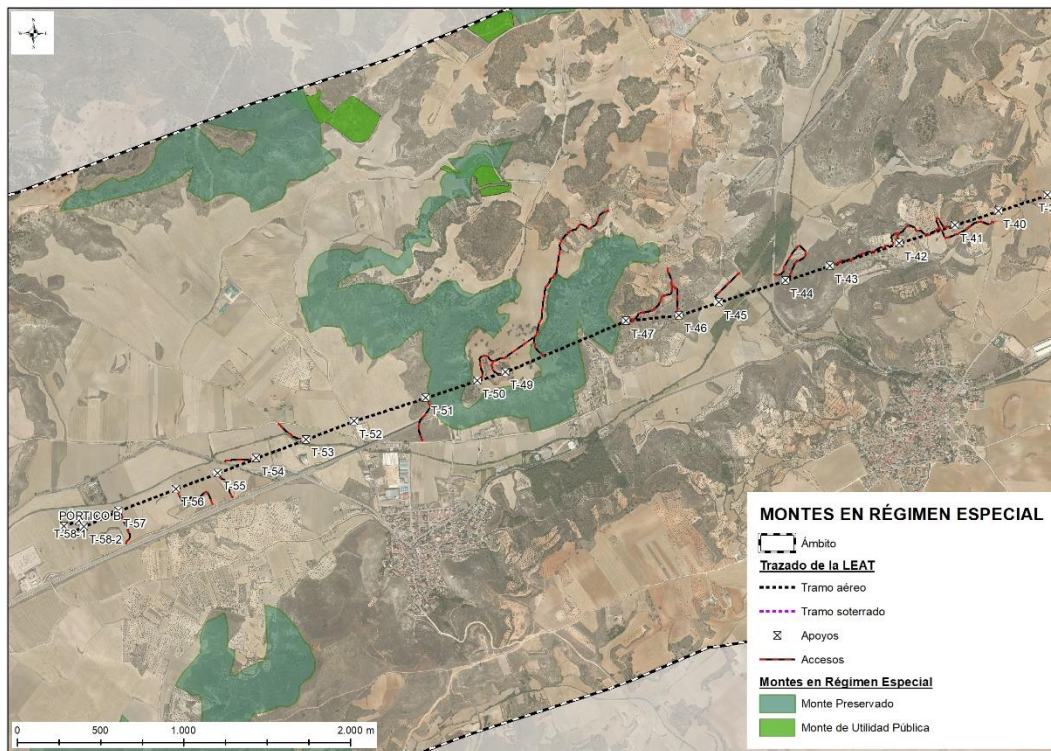 N
T-40
T-41
T-42
T-43
T-44
T-45
T-46
T-47
T-49
T-50
T-51
T-52
T-53
T-54
T-55
T-56
PÓRTICO B
T-57
T-58-1
T-58-2
MONTES EN RÉGIMEN ESPECIAL
Ámbito
Trazado de la LEAT
Tramo aéreo
Tramo soterrado
Apoyos
Accesos
Montes en Régimen Especial
Monte Preservado
Monte de Utilidad Pública
0 500 1.000 2.000 m